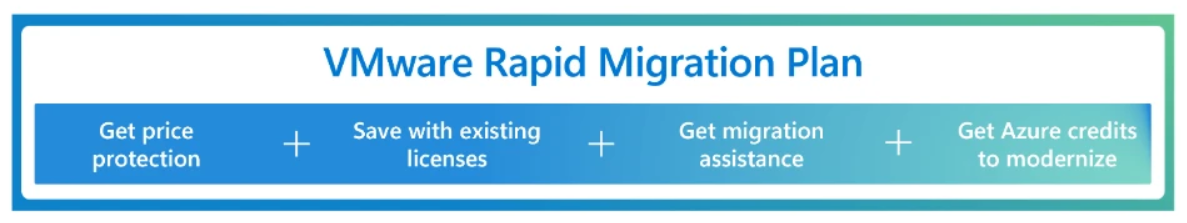 VMware Rapid Migration Plan
Get price
protection
+
Save with existing
licenses
+
Get migration
assistance
+
Get Azure credits
to modernize